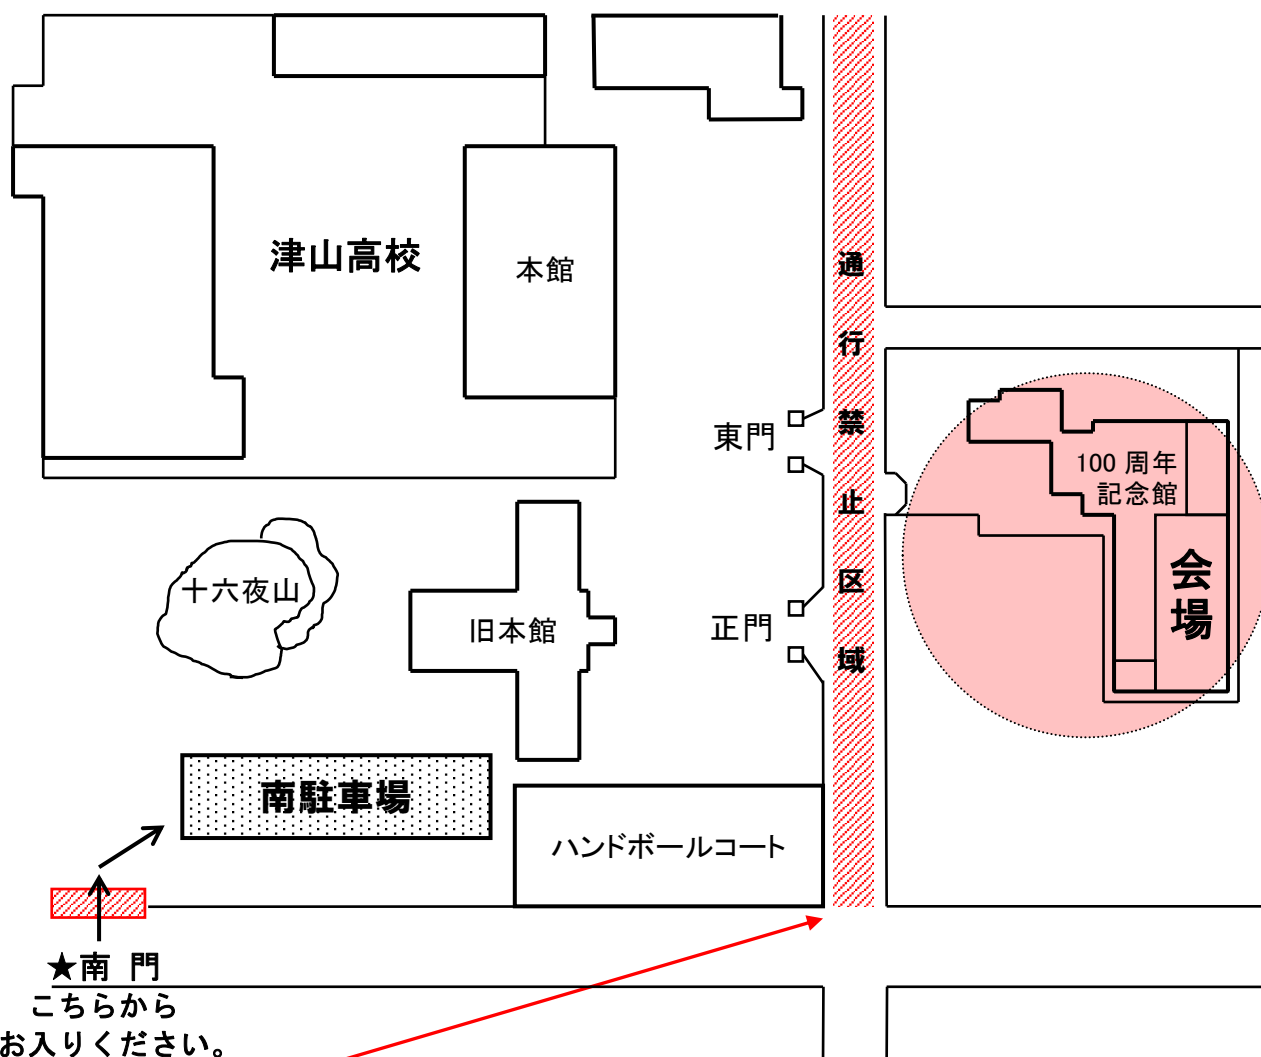 津山高校
本館
通行禁止区域
東門
100 周年
記念館
会場
十六夜山
旧本館
正門
南駐車場
ハンドボールコート
★南 門
こちらから
お入りください。